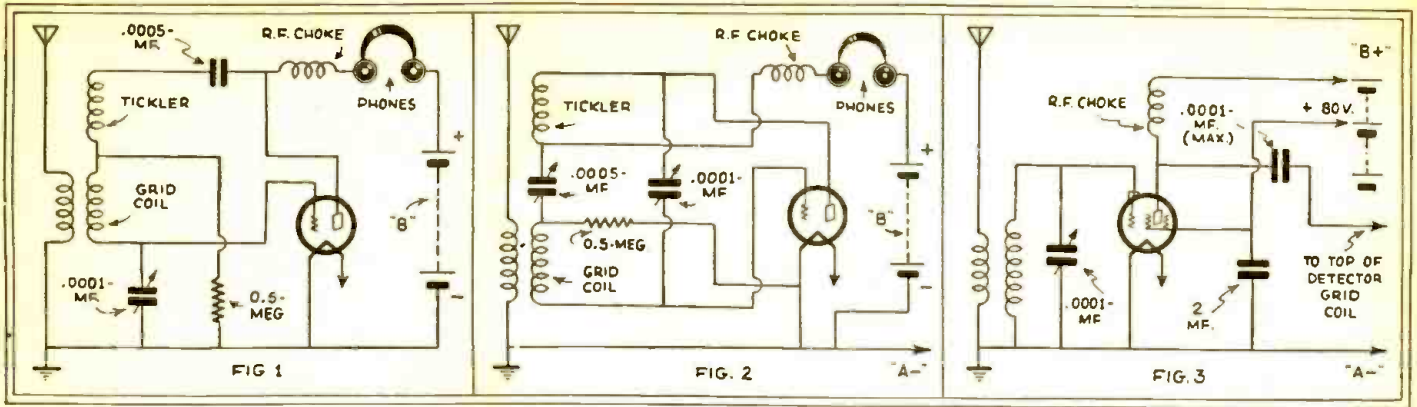 .0005-
MF.
R.F. CHOKE
PHONES
TICKLER
GRID
COIL
+
"B"
-
.0001-
MF.
0.5-
MEG
FIG 1
R.F. CHOKE
PHONES
TICKLER
.0005-
MF
.0001-
MF
+
"B"
-
0.5-MEG.
GRID
COIL
"A-"
FIG. 2
"B+"
R.F. CHOKE
.0001-
MF.
(MAX.)
+ 80V.
.0001-
MF
2
MF.
TO TOP OF
DETECTOR
GRID
COIL
"A-"
FIG. 3